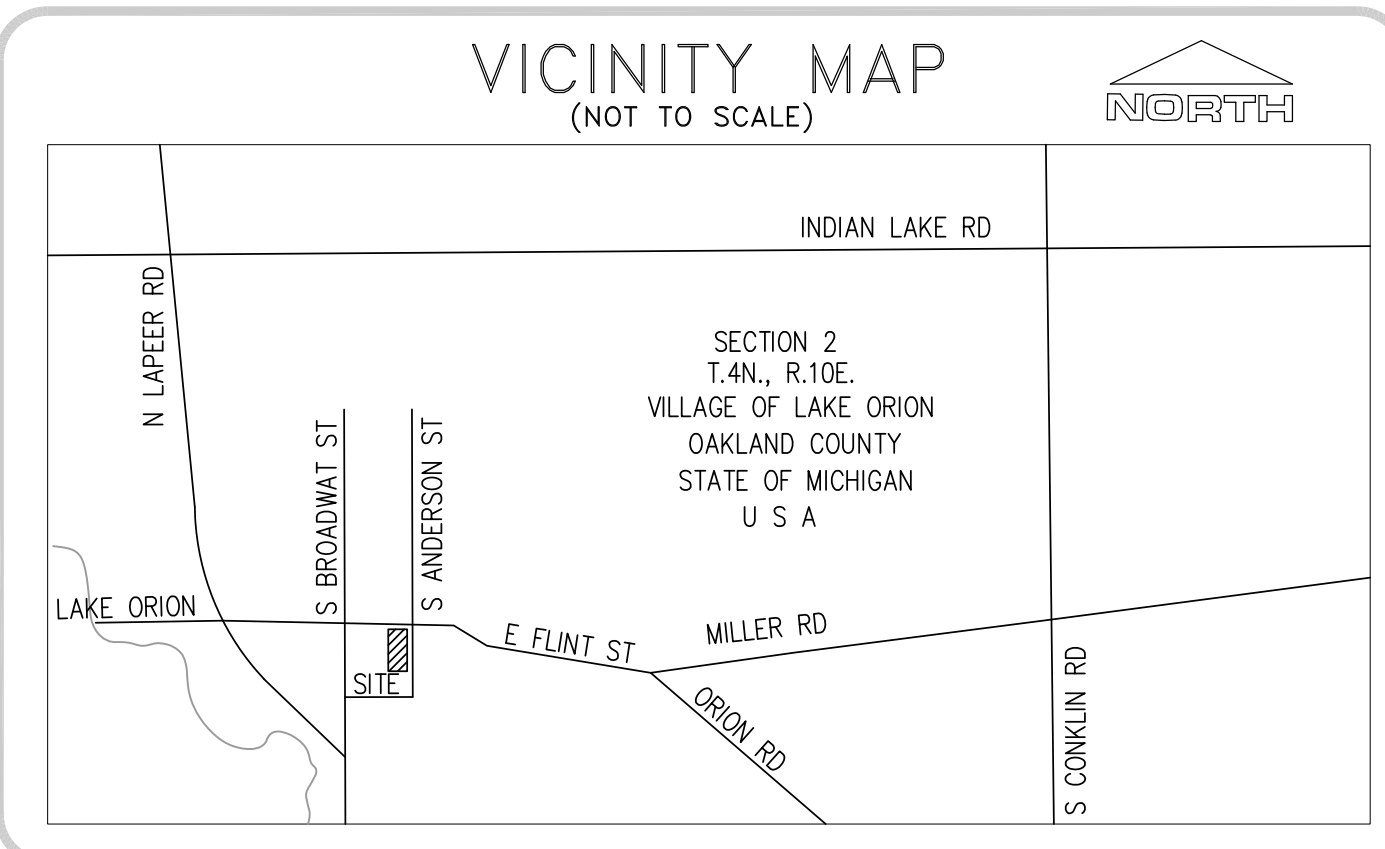 VICINITY MAP
(NOT TO SCALE)
NORTH
INDIAN LAKE RD
N LAPEER RD
SECTION 2
T.4N., R.10E.
VILLAGE OF LAKE ORION
OAKLAND COUNTY
STATE OF MICHIGAN
U S A
S BROADWAT ST
S ANDERSON ST
LAKE ORION
E FLINT ST
MILLER RD
SITE
ORION RD
S CONKLIN RD